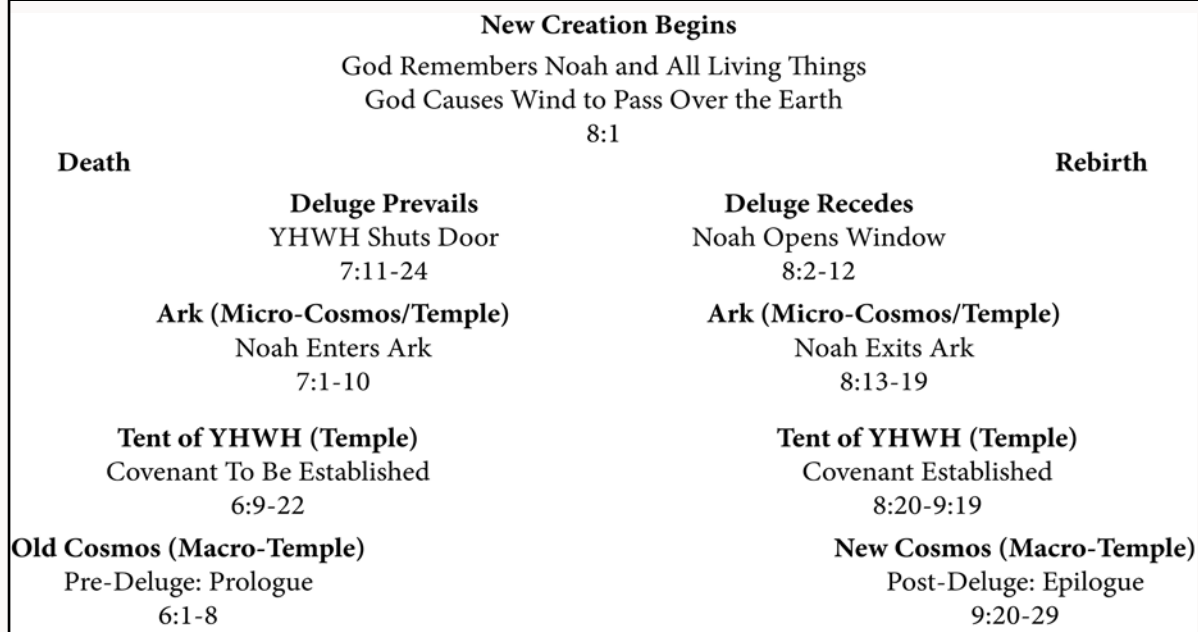 New Creation Begins
God Remembers Noah and All Living Things
God Causes Wind to Pass Over the Earth
8:1
Death
Rebirth
Deluge Prevails
YHWH Shuts Door
7:11-24
Deluge Recedes
Noah Opens Window
8:2-12
Ark (Micro-Cosmos/Temple)
Noah Enters Ark
7:1-10
Ark (Micro-Cosmos/Temple)
Noah Exits Ark
8:13-19
Tent of YHWH (Temple)
Covenant To Be Established
6:9-22
Tent of YHWH (Temple)
Covenant Established
8:20-9:19
Old Cosmos (Macro-Temple)
Pre-Deluge: Prologue
6:1-8
New Cosmos (Macro-Temple)
Post-Deluge: Epilogue
9:20-29